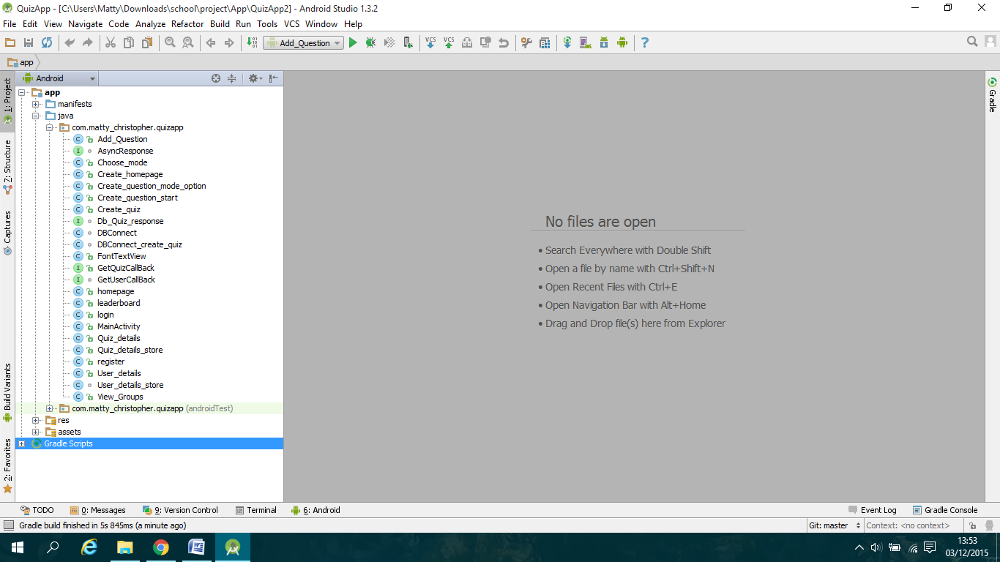 QuizApp - [C:\Users\Matty\Downloads\school\project\App\QuizApp2] - Android Studio 1.3.2
File Edit View Navigate Code Analyze Refactor Build Run Tools VCS Window Help
Add_Question
VCS VCS
app
Android
1: Project
Z: Structure
Captures
Build Variants
2: Favorites
app
manifests
java
com.matty_christopher.quizapp
Add_Question
AsyncResponse
Choose_mode
Create_homepage
Create_question_mode_option
Create_question_start
Create_quiz
Db_Quiz_response
DBConnect
DBConnect_create_quiz
FontTextView
GetQuizCallBack
GetUserCallBack
homepage
leaderboard
login
MainActivity
Quiz_details
Quiz_details_store
register
User_details
User_details_store
View_Groups
com.matty_christopher.quizapp (androidTest)
res
assets
Gradle Scripts
No files are open
• Search Everywhere with Double Shift
• Open a file by name with Ctrl+Shift+N
• Open Recent Files with Ctrl+E
• Open Navigation Bar with Alt+Home
• Drag and Drop file(s) here from Explorer
Gradle
TODO 0: Messages 9: Version Control Terminal 6: Android Event Log Gradle Console
Gradle build finished in 5s 845ms (a minute ago) Git: master Context: <no context>
13:53
03/12/2015